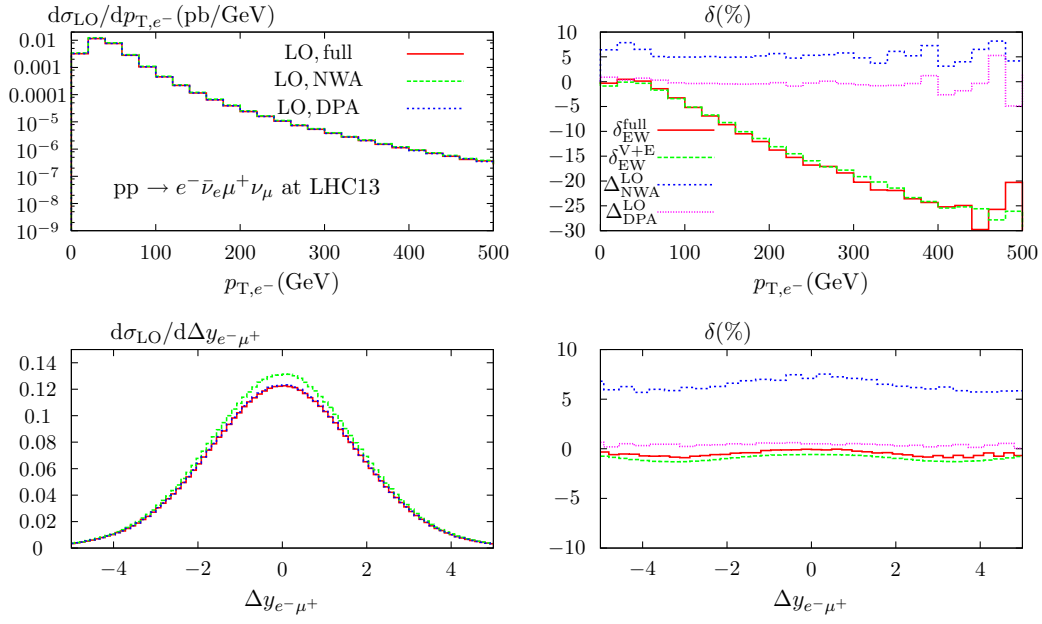 dσ_LO/dp_T,e⁻(pb/GeV)
0.01
0.001
0.0001
10⁻⁵
10⁻⁶
10⁻⁷
10⁻⁸
10⁻⁹
LO, full
LO, NWA
LO, DPA
pp → e⁻ν̄_eμ⁺ν_μ at LHC13
0 100 200 300 400 500
p_T,e⁻(GeV)
δ(%)
10
5
0
−5
−10
−15
−20
−25
−30
δ_EW^full
δ_EW^V+E
Δ_NWA^LO
Δ_DPA^LO
0 100 200 300 400 500
p_T,e⁻(GeV)
dσ_LO/dΔy_e⁻μ⁺
0.14
0.12
0.1
0.08
0.06
0.04
0.02
0
−4 −2 0 2 4
Δy_e⁻μ⁺
δ(%)
10
5
0
−5
−10
−4 −2 0 2 4
Δy_e⁻μ⁺